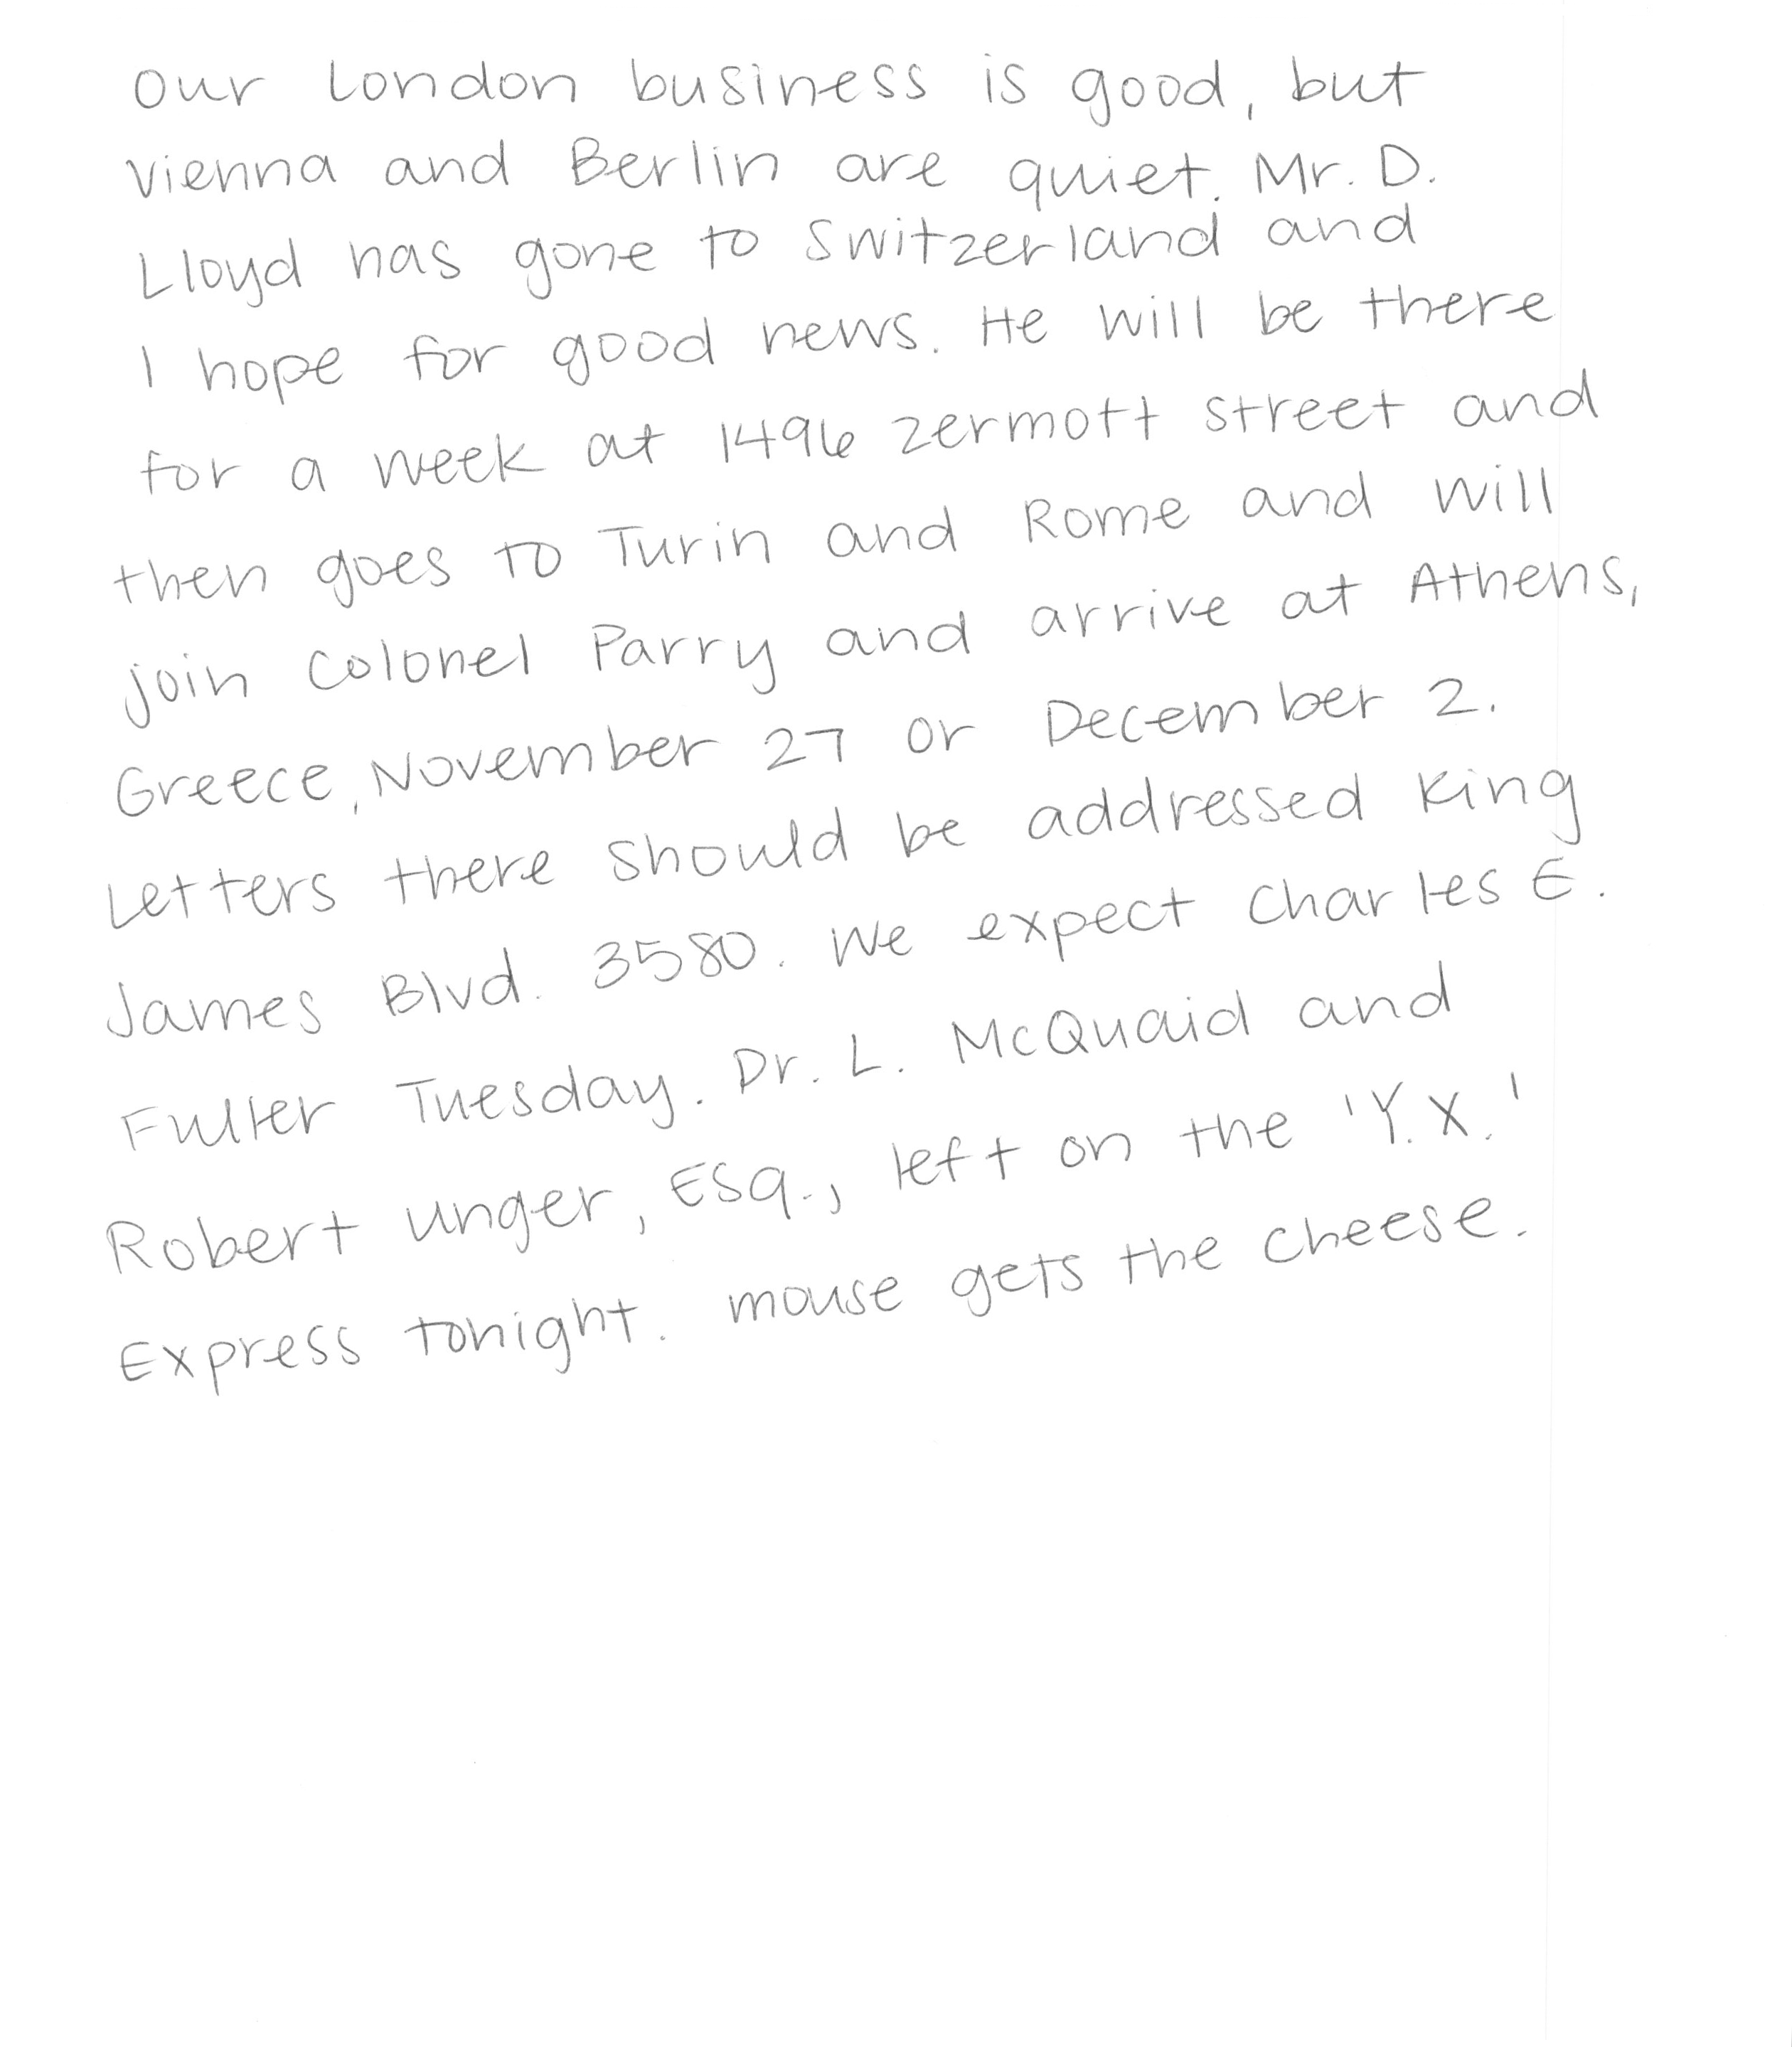 Our London business is good, but
Vienna and Berlin are quiet. Mr. D.
Lloyd has gone to Switzerland and
I hope for good news. He will be there
for a week at 1496 Zermott Street and
then goes to Turin and Rome and will
join Colonel Parry and arrive at Athens,
Greece, November 27 or December 2.
Letters there should be addressed King
James Blvd. 3580. We expect Charles E.
Fuller Tuesday. Dr. L. McQuaid and
Robert Unger, Esq., left on the 'Y.X.'
Express tonight. mouse gets the cheese.